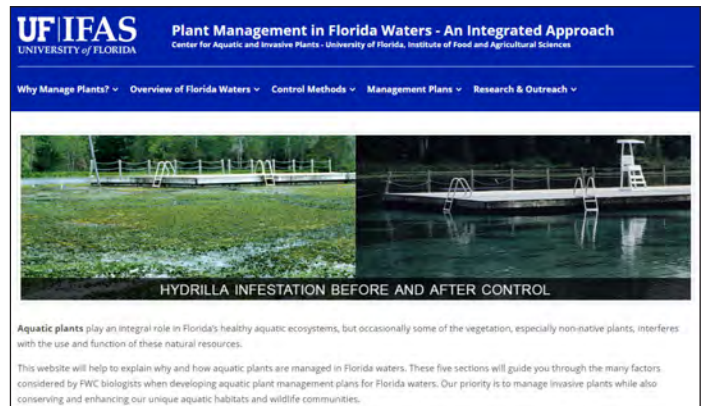 UF|IFAS
UNIVERSITY of FLORIDA
Plant Management in Florida Waters - An Integrated Approach
Center for Aquatic and Invasive Plants - University of Florida, Institute of Food and Agricultural Sciences
Why Manage Plants? Overview of Florida Waters Control Methods Management Plans Research & Outreach
HYDRILLA INFESTATION BEFORE AND AFTER CONTROL
Aquatic plants play an integral role in Florida's healthy aquatic ecosystems, but occasionally some of the vegetation, especially non-native plants, interferes
with the use and function of these natural resources.
This website will help to explain why and how aquatic plants are managed in Florida waters. These five sections will guide you through the many factors
considered by FWC biologists when developing aquatic plant management plans for Florida waters. Our priority is to manage invasive plants while also
conserving and enhancing our unique aquatic habitats and wildlife communities.